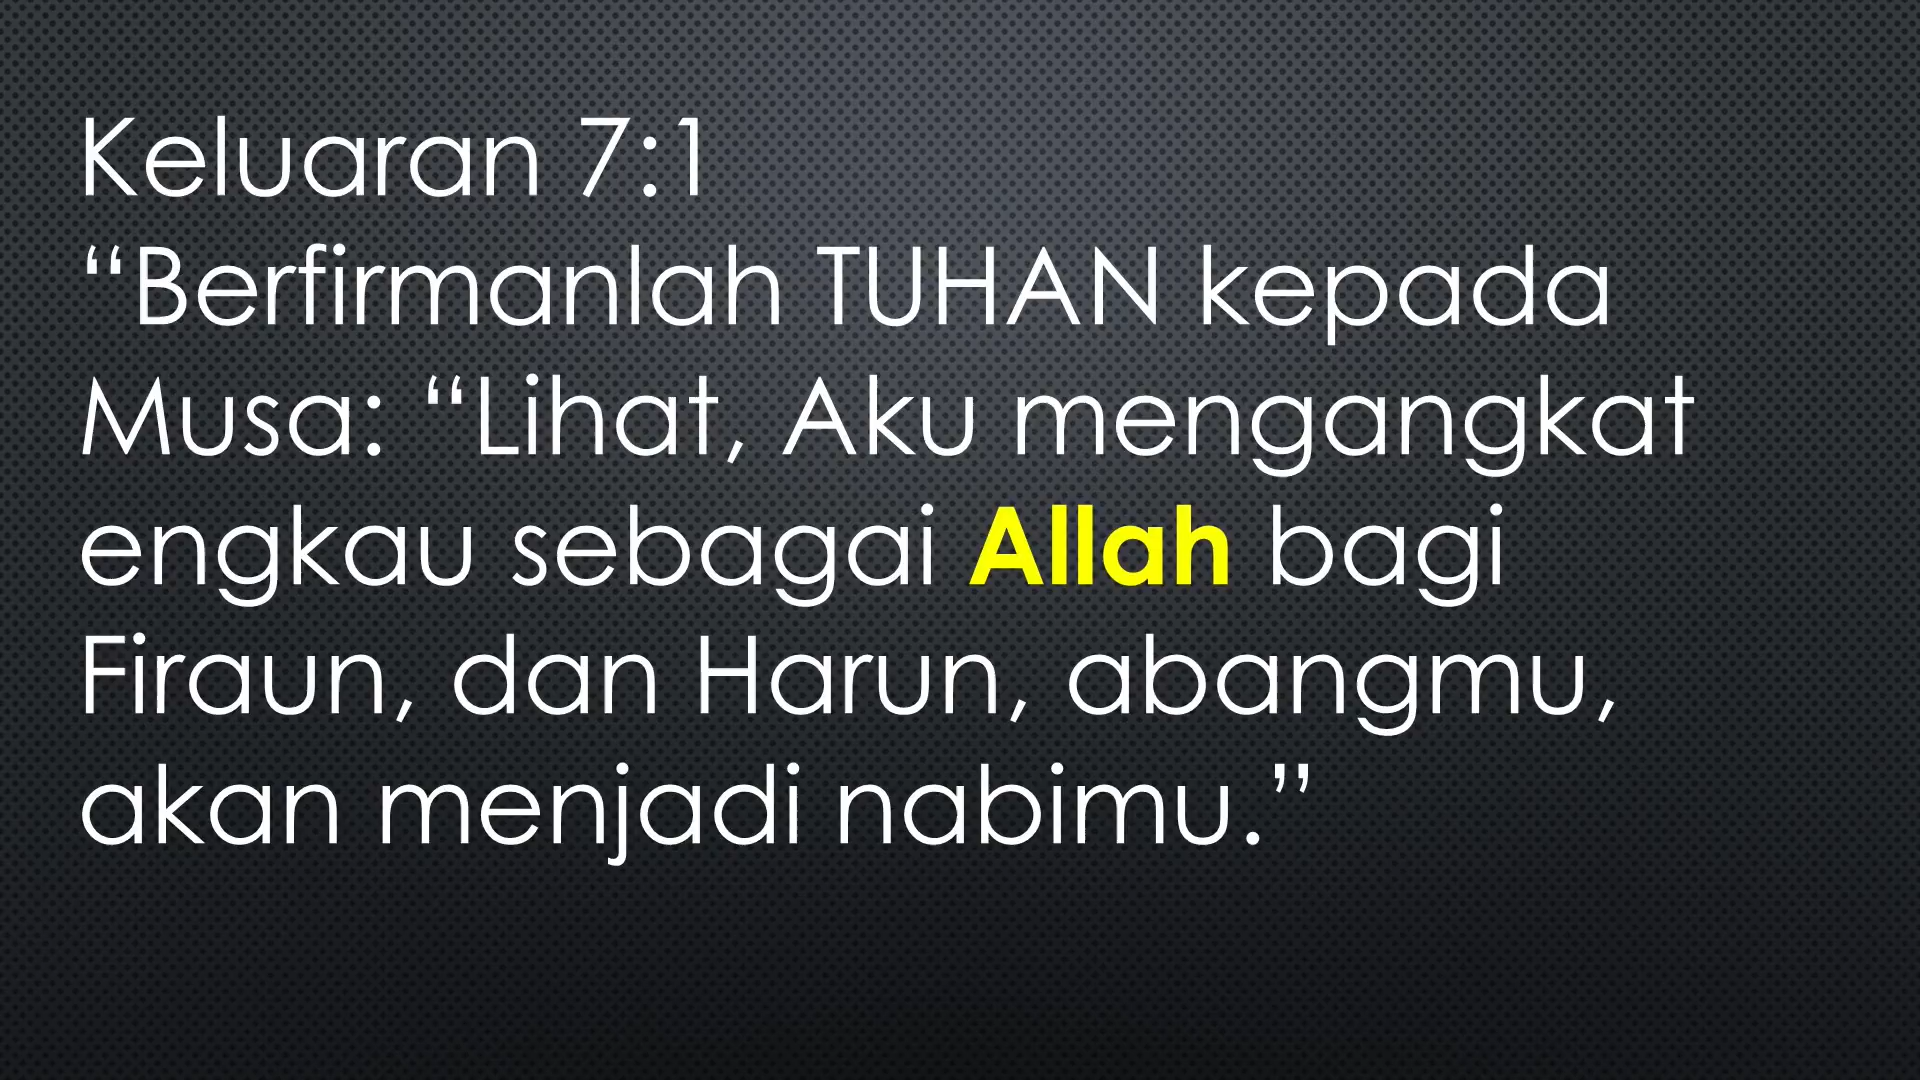 Keluaran 7:1
“Berfirmanlah TUHAN kepada
Musa: “Lihat, Aku mengangkat
engkau sebagai Allah bagi
Firaun, dan Harun, abangmu,
akan menjadi nabimu.”